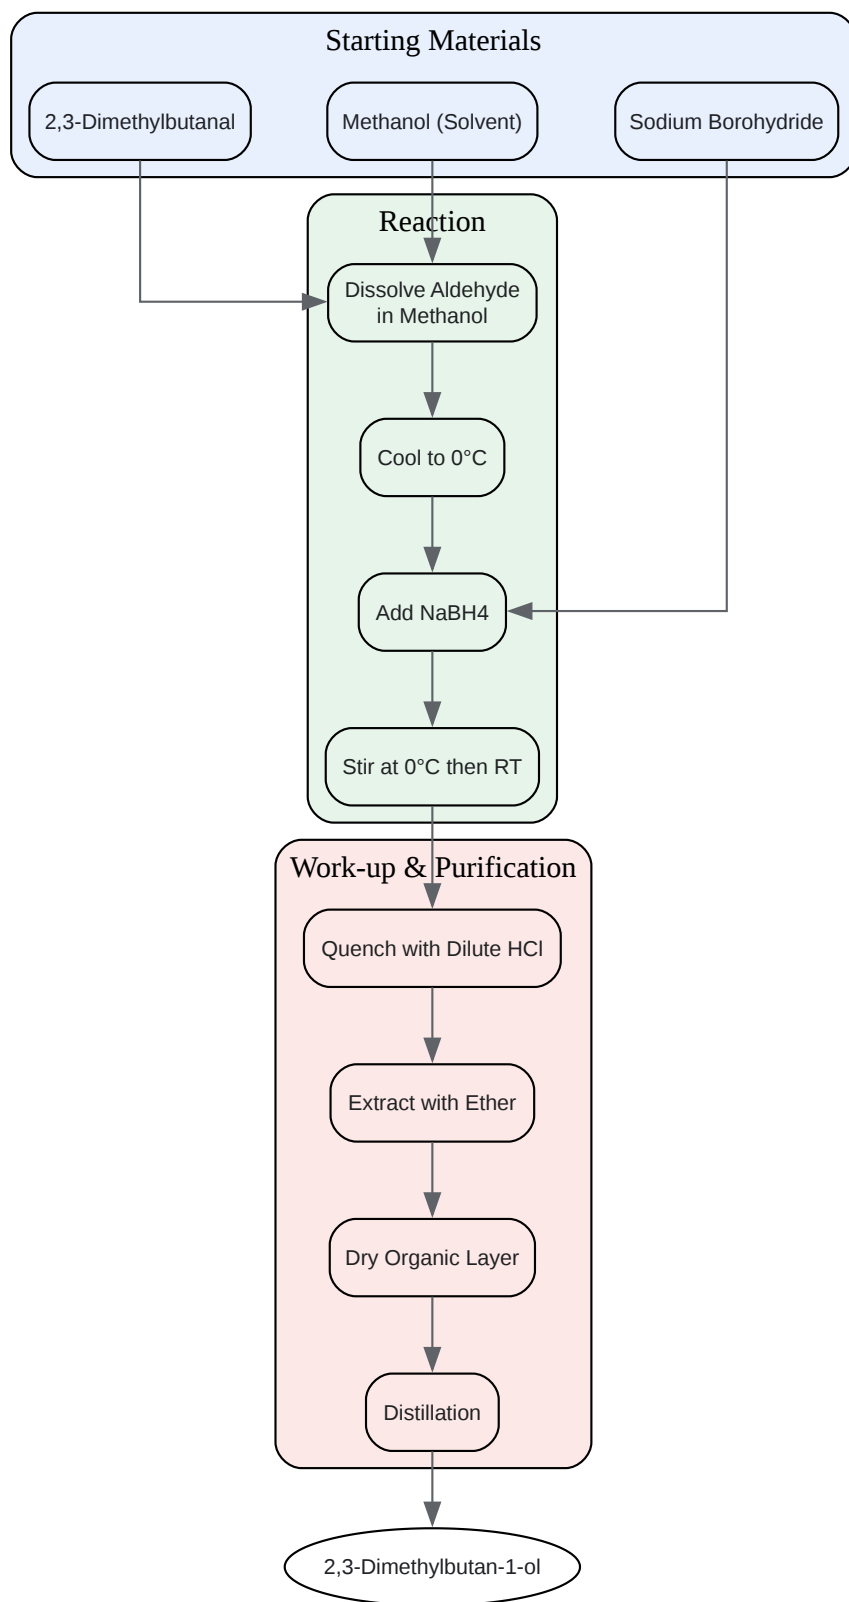 Starting Materials
2,3-Dimethylbutanal
Methanol (Solvent)
Sodium Borohydride
Reaction
Dissolve Aldehyde
in Methanol
Cool to 0°C
Add NaBH4
Stir at 0°C then RT
Work-up & Purification
Quench with Dilute HCl
Extract with Ether
Dry Organic Layer
Distillation
2,3-Dimethylbutan-1-ol